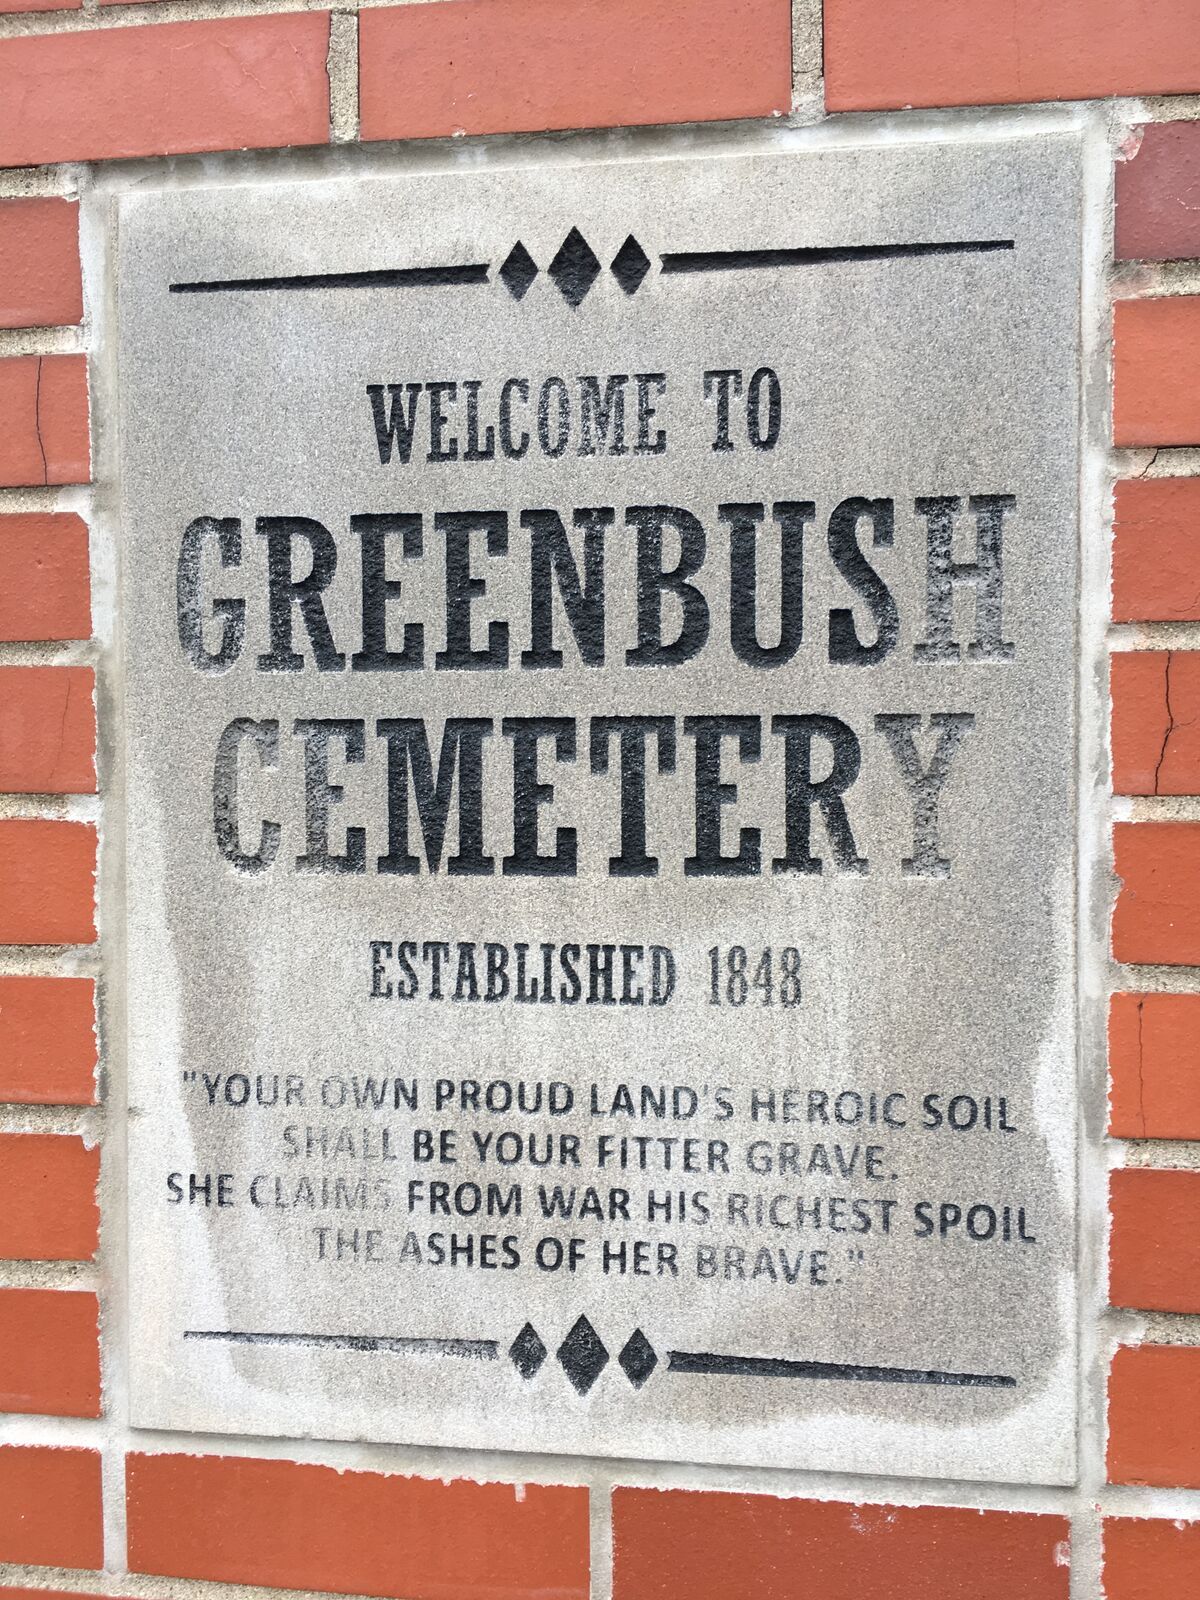 WELCOME TO
GREENBUSH
CEMETERY
ESTABLISHED 1848
"YOUR OWN PROUD LAND'S HEROIC SOIL
SHALL BE YOUR FITTER GRAVE.
SHE CLAIMS FROM WAR HIS RICHEST SPOIL
THE ASHES OF HER BRAVE."